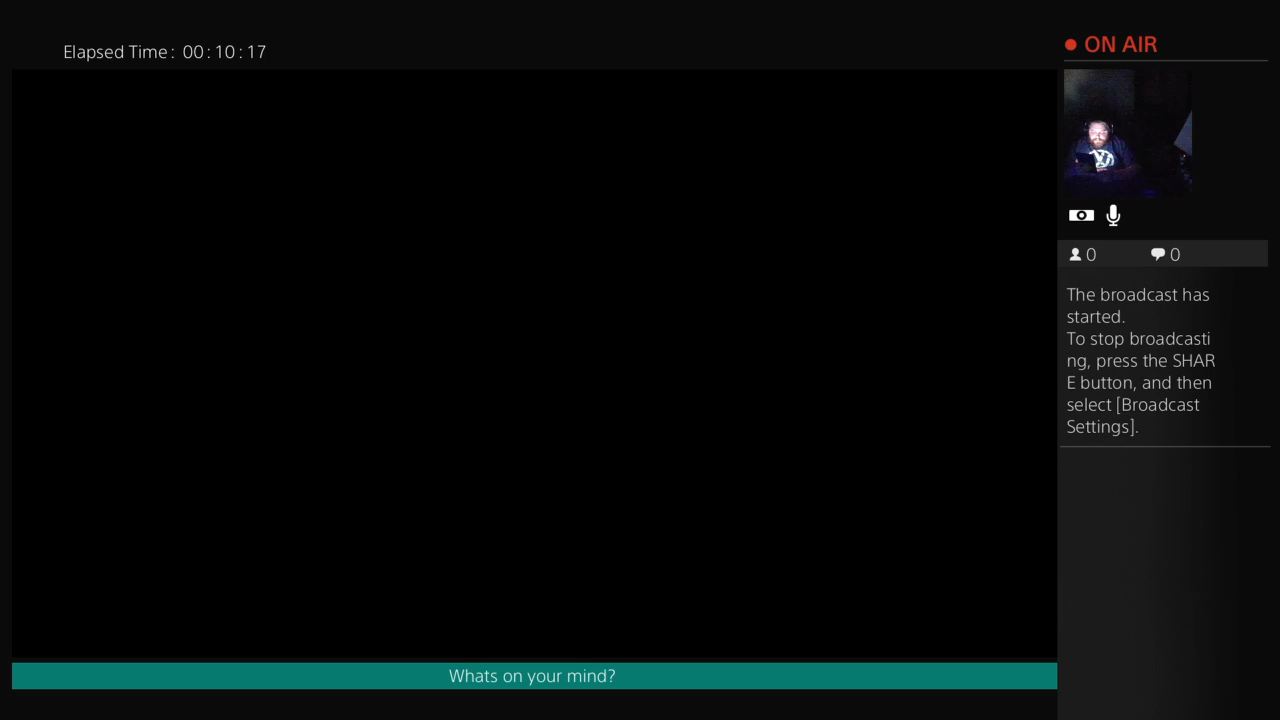 Elapsed Time: 00:10:17
ON AIR
0
0
The broadcast has
started.
To stop broadcasti
ng, press the SHAR
E button, and then
select [Broadcast
Settings].
Whats on your mind?